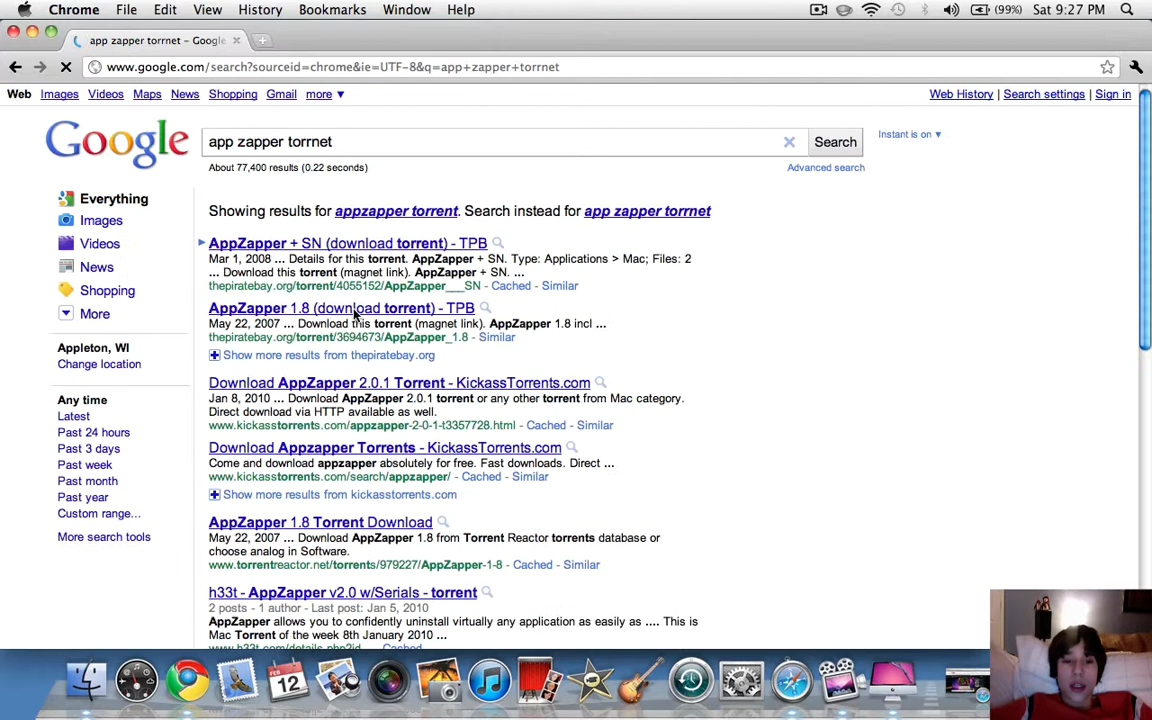 Chrome File Edit View History Bookmarks Window Help (99%) Sat 9:27 PM
app zapper torrnet – Google
www.google.com/search?sourceid=chrome&ie=UTF-8&q=app+zapper+torrnet
Web Images Videos Maps News Shopping Gmail more ▼ Web History | Search settings | Sign in
Google app zapper torrnet Search Instant is on ▼
About 77,400 results (0.22 seconds) Advanced search
Everything
Images
Videos
News
Shopping
More
Appleton, WI
Change location
Any time
Latest
Past 24 hours
Past 3 days
Past week
Past month
Past year
Custom range...
More search tools
Showing results for appzapper torrent. Search instead for app zapper torrnet
AppZapper + SN (download torrent) - TPB
Mar 1, 2008 ... Details for this torrent. AppZapper + SN. Type: Applications > Mac; Files: 2
... Download this torrent (magnet link). AppZapper + SN. ...
thepiratebay.org/torrent/4055152/AppZapper___SN - Cached - Similar
AppZapper 1.8 (download torrent) - TPB
May 22, 2007 ... Download this torrent (magnet link). AppZapper 1.8 incl ...
thepiratebay.org/torrent/3694673/AppZapper_1.8 - Similar
Show more results from thepiratebay.org
Download AppZapper 2.0.1 Torrent - KickassTorrents.com
Jan 8, 2010 ... Download AppZapper 2.0.1 torrent or any other torrent from Mac category.
Direct download via HTTP available as well.
www.kickasstorrents.com/appzapper-2-0-1-t3357728.html - Cached - Similar
Download Appzapper Torrents - KickassTorrents.com
Come and download appzapper absolutely for free. Fast downloads. Direct ...
www.kickasstorrents.com/search/appzapper/ - Cached - Similar
Show more results from kickasstorrents.com
AppZapper 1.8 Torrent Download
May 22, 2007 ... Download AppZapper 1.8 from Torrent Reactor torrents database or
choose analog in Software.
www.torrentreactor.net/torrents/979227/AppZapper-1-8 - Cached - Similar
h33t - AppZapper v2.0 w/Serials - torrent
2 posts - 1 author - Last post: Jan 5, 2010
AppZapper allows you to confidently uninstall virtually any application as easily as .... This is
Mac Torrent of the week 8th January 2010 ...
www.h33t.com/details.php?id... Cached
FEB
12